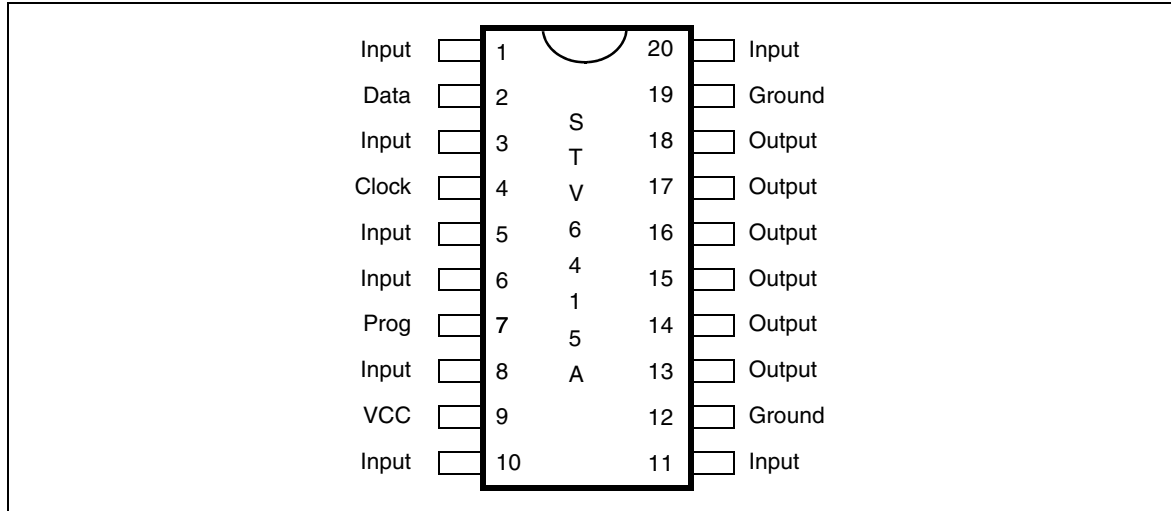 Input 1 20 Input
Data 2 19 Ground
Input 3 18 Output
Clock 4 17 Output
Input 5 16 Output
Input 6 15 Output
Prog 7 14 Output
Input 8 13 Output
VCC 9 12 Ground
Input 10 11 Input
S
T
V
6
4
1
5
A